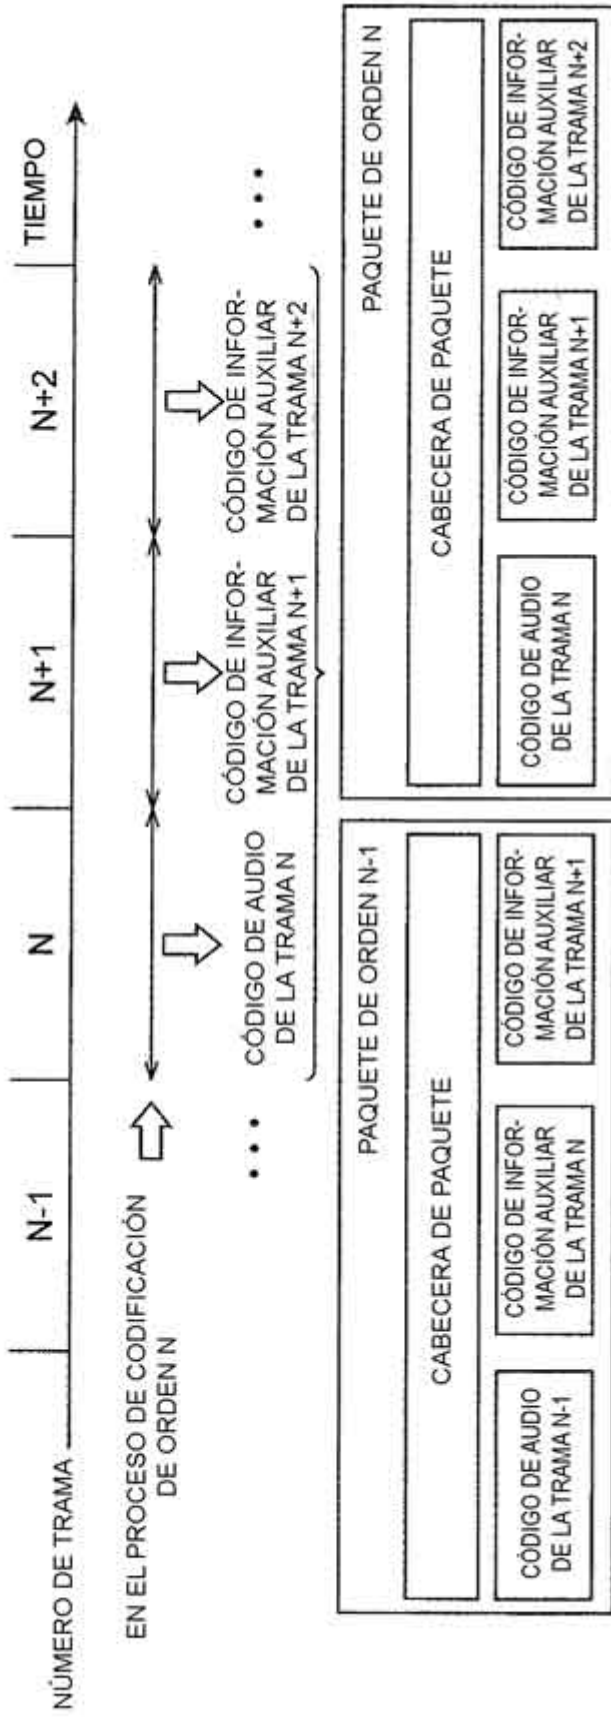 NÚMERO DE TRAMA
N-1
N
N+1
N+2
TIEMPO
EN EL PROCESO DE CODIFICACIÓN
DE ORDEN N
•••
CÓDIGO DE AUDIO
DE LA TRAMA N
CÓDIGO DE INFOR-
MACIÓN AUXILIAR
DE LA TRAMA N+1
CÓDIGO DE INFOR-
MACIÓN AUXILIAR
DE LA TRAMA N+2
•••
PAQUETE DE ORDEN N-1
CABECERA DE PAQUETE
CÓDIGO DE AUDIO
DE LA TRAMA N-1
CÓDIGO DE INFOR-
MACIÓN AUXILIAR
DE LA TRAMA N
CÓDIGO DE INFOR-
MACIÓN AUXILIAR
DE LA TRAMA N+1
PAQUETE DE ORDEN N
CABECERA DE PAQUETE
CÓDIGO DE AUDIO
DE LA TRAMA N
CÓDIGO DE INFOR-
MACIÓN AUXILIAR
DE LA TRAMA N+1
CÓDIGO DE INFOR-
MACIÓN AUXILIAR
DE LA TRAMA N+2